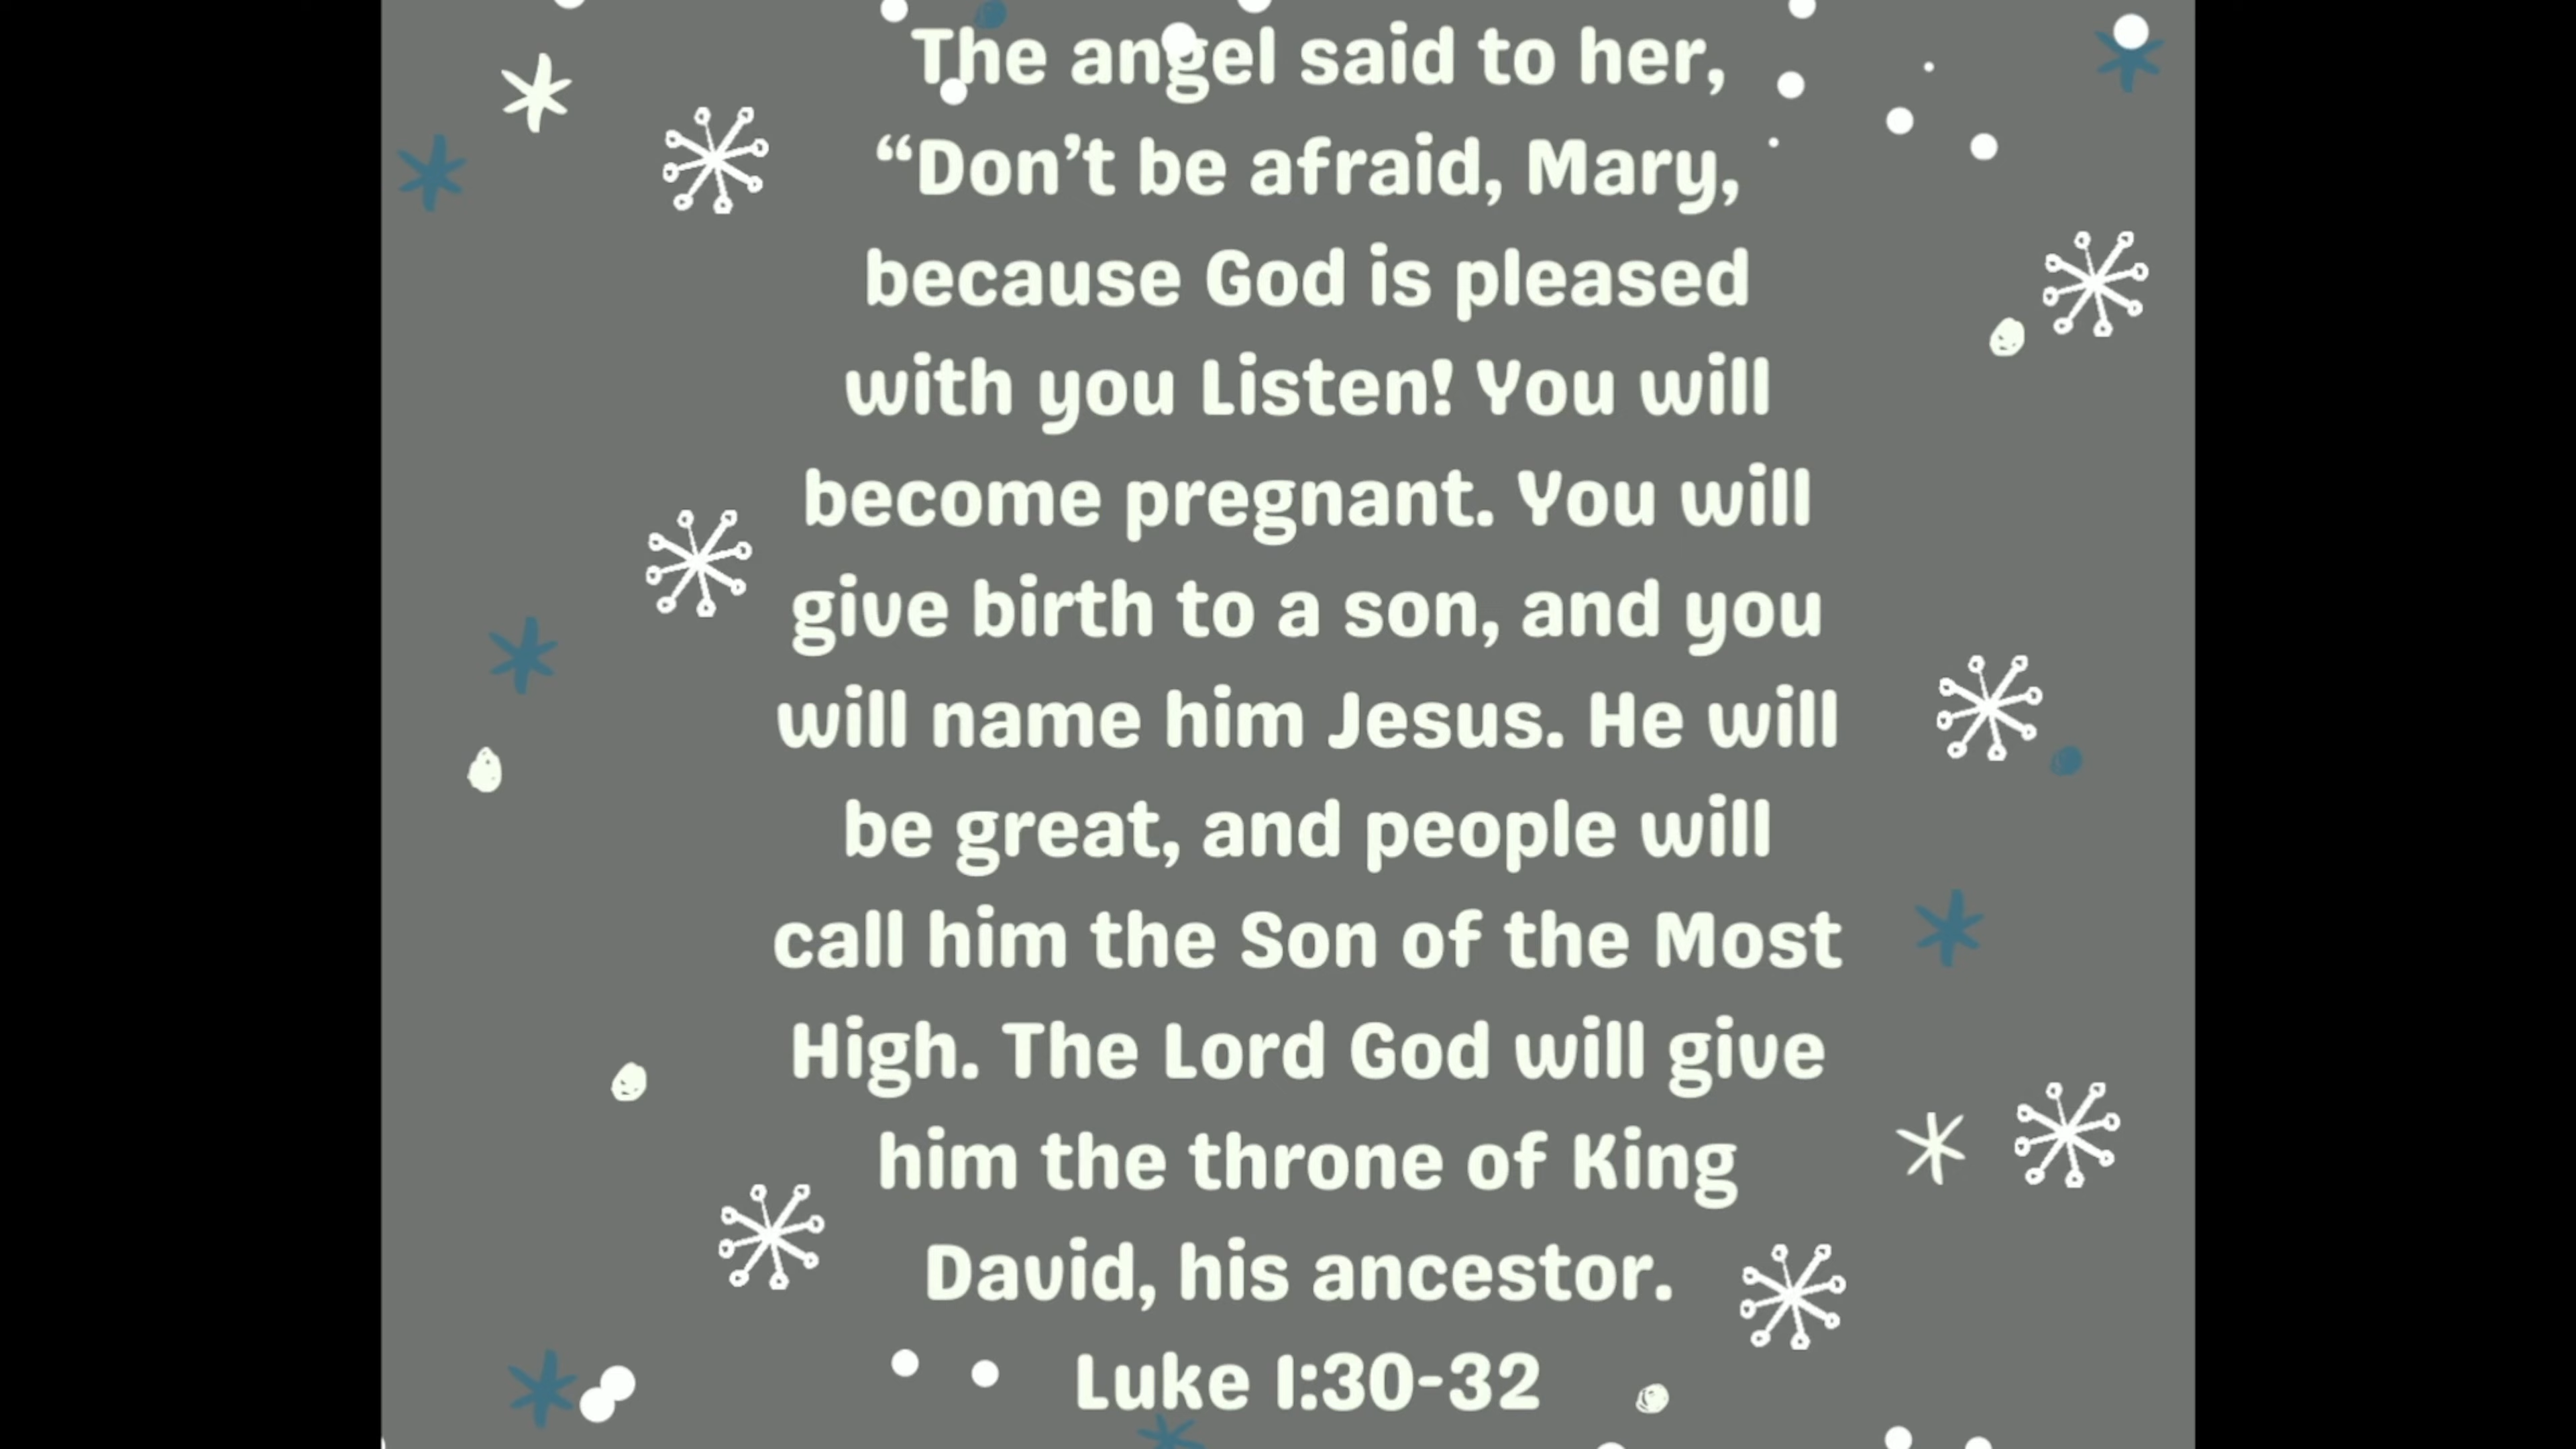 The angel said to her,
“Don’t be afraid, Mary,
because God is pleased
with you Listen! You will
become pregnant. You will
give birth to a son, and you
will name him Jesus. He will
be great, and people will
call him the Son of the Most
High. The Lord God will give
him the throne of King
David, his ancestor.
Luke 1:30-32